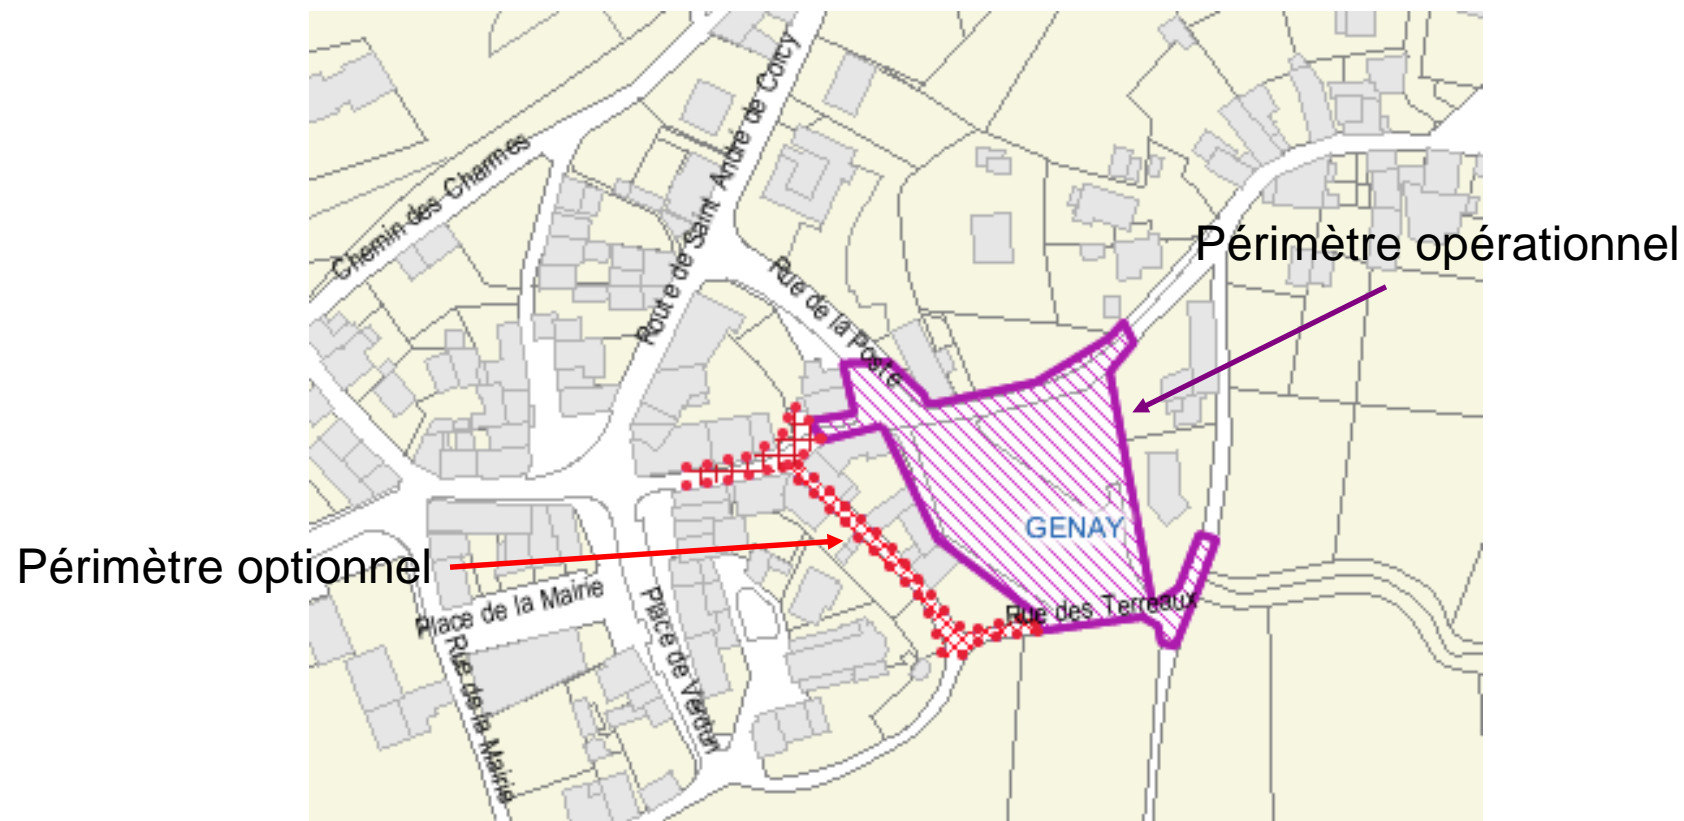 Chemin des Charmes
Route de Saint André de Corcy
Rue de la Poste
Périmètre opérationnel
GENAY
Périmètre optionnel
Place de la Mairie
Rue des Terreaux
Place de Verdun
Rue de la Mairie